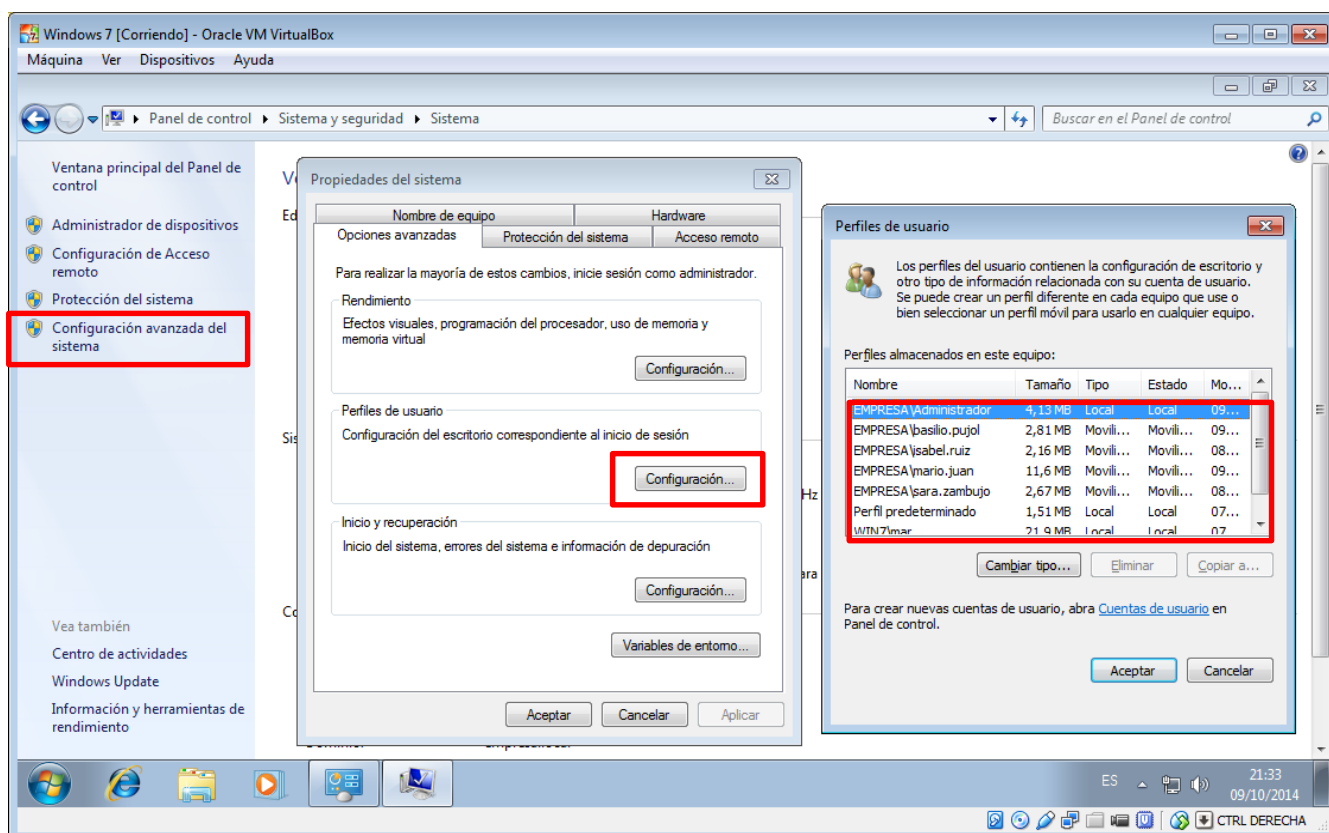 Windows 7 [Corriendo] - Oracle VM VirtualBox
Máquina Ver Dispositivos Ayuda
Panel de control Sistema y seguridad Sistema
Buscar en el Panel de control
Ventana principal del Panel de
control
Administrador de dispositivos
Configuración de Acceso
remoto
Protección del sistema
Configuración avanzada del
sistema
Vea también
Centro de actividades
Windows Update
Información y herramientas de
rendimiento
Ed
Sis
Co
Hz
Propiedades del sistema
Nombre de equipo Hardware
Opciones avanzadas Protección del sistema Acceso remoto
Para realizar la mayoría de estos cambios, inicie sesión como administrador.
Rendimiento
Efectos visuales, programación del procesador, uso de memoria y
memoria virtual
Configuración...
Perfiles de usuario
Configuración del escritorio correspondiente al inicio de sesión
Configuración...
Inicio y recuperación
Inicio del sistema, errores del sistema e información de depuración
Configuración...
Variables de entorno...
Aceptar Cancelar Aplicar
Perfiles de usuario
Los perfiles del usuario contienen la configuración de escritorio y
otro tipo de información relacionada con su cuenta de usuario.
Se puede crear un perfil diferente en cada equipo que use o
bien seleccionar un perfil móvil para usarlo en cualquier equipo.
Perfiles almacenados en este equipo:
Nombre Tamaño Tipo Estado Mo...
EMPRESA\Administrador 4,13 MB Local Local 09...
EMPRESA\basilio.pujol 2,81 MB Movili... Movili... 09...
EMPRESA\isabel.ruiz 2,16 MB Movili... Movili... 08...
EMPRESA\mario.juan 11,6 MB Movili... Movili... 09...
EMPRESA\sara.zambujo 2,67 MB Movili... Movili... 08...
Perfil predeterminado 1,51 MB Local Local 07...
WIN7\mar 21,9 MB Local Local 07
Cambiar tipo... Eliminar Copiar a...
Para crear nuevas cuentas de usuario, abra Cuentas de usuario en
Panel de control.
Aceptar Cancelar
ES
21:33
09/10/2014
CTRL DERECHA